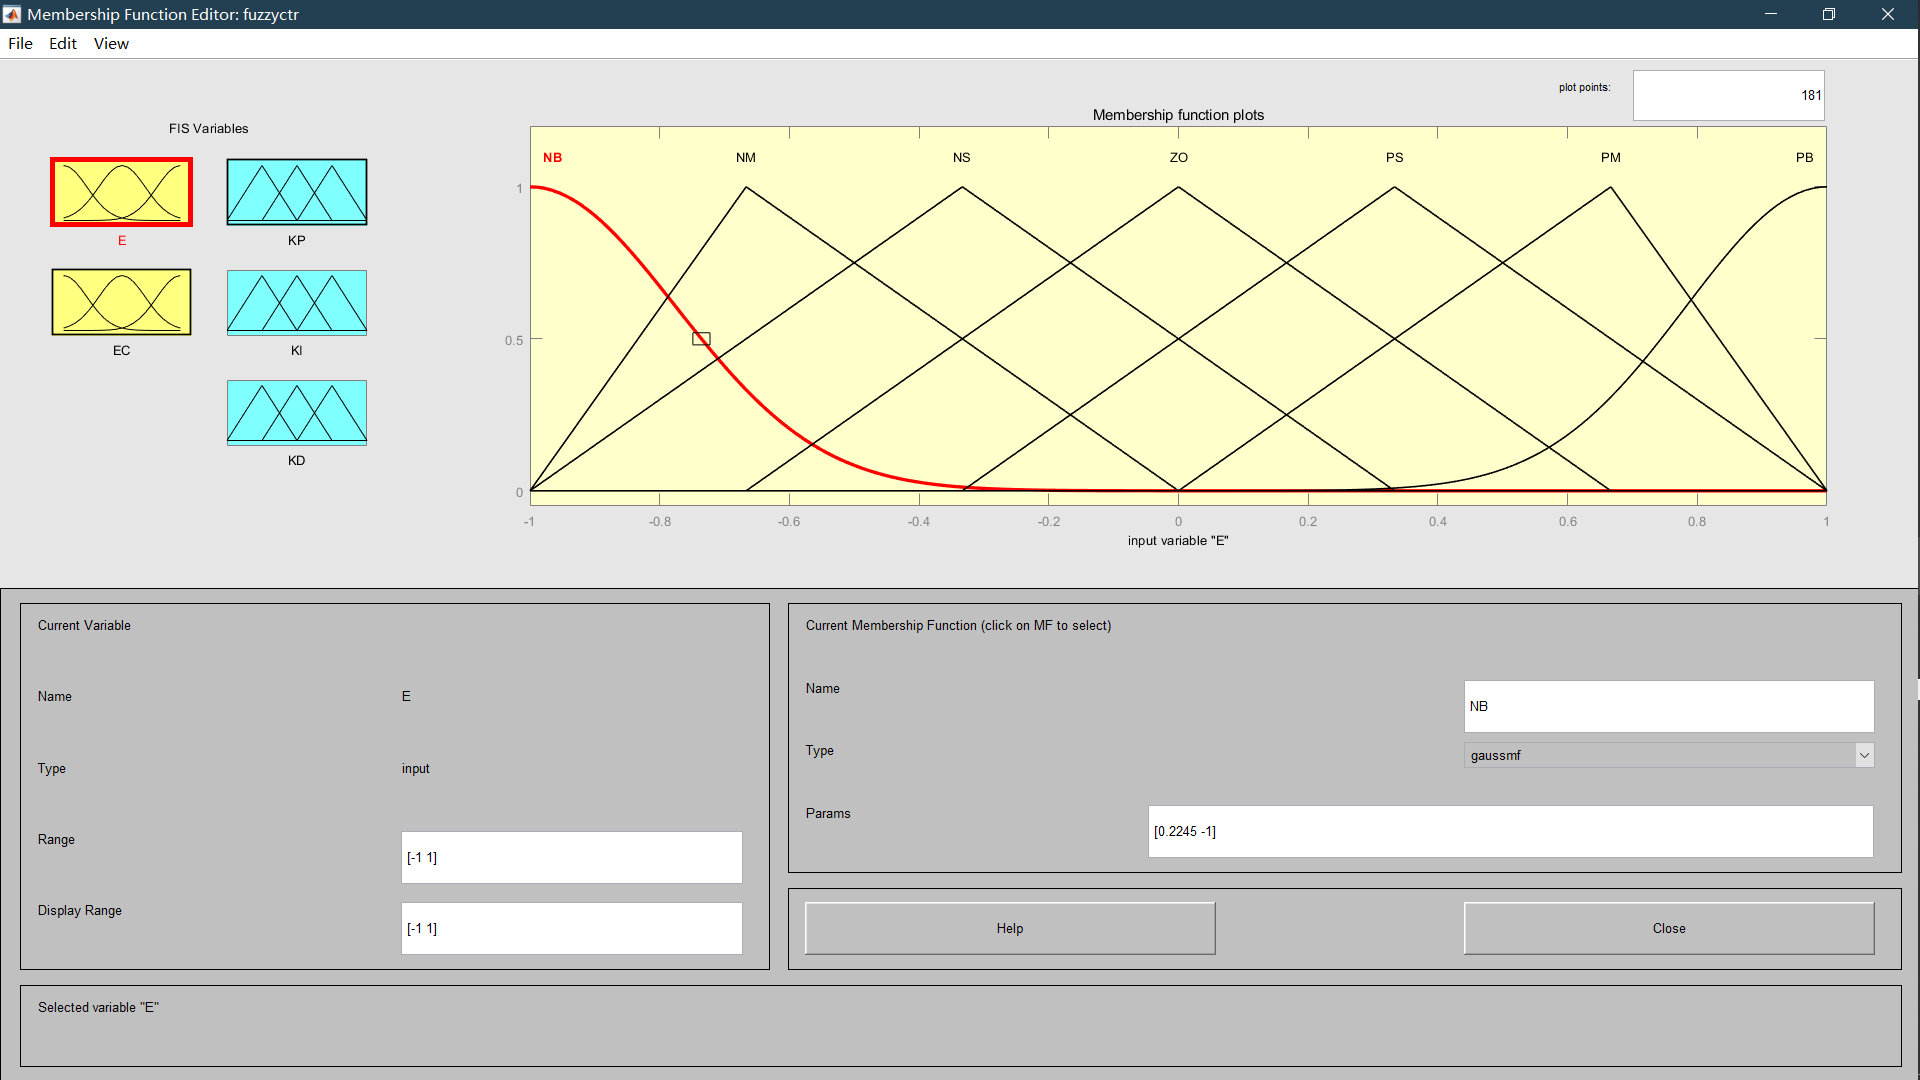 Membership Function Editor: fuzzyctr
File Edit View
plot points:
181
FIS Variables
E
KP
EC
KI
KD
Membership function plots
NB NM NS ZO PS PM PB
1
0.5
0
-1 -0.8 -0.6 -0.4 -0.2 0 0.2 0.4 0.6 0.8 1
input variable "E"
Current Variable
Name E
Type input
Range [-1 1]
Display Range [-1 1]
Current Membership Function (click on MF to select)
Name NB
Type gaussmf
Params [0.2245 -1]
Help Close
Selected variable "E"